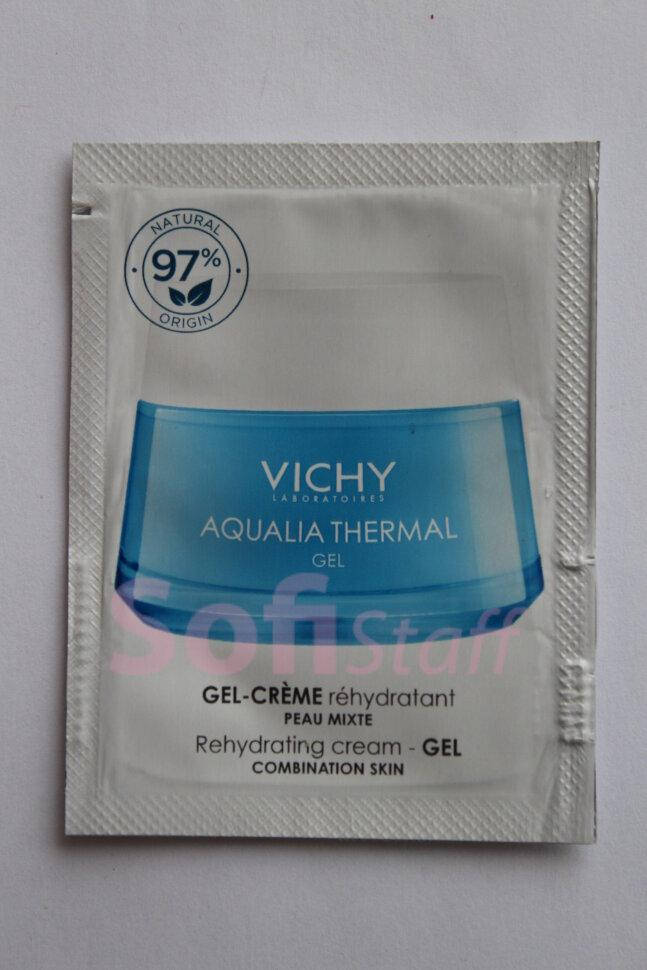 NATURAL
97%
ORIGIN
VICHY
LABORATOIRES
AQUALIA THERMAL
GEL
SofiStaff
GEL-CRÈME réhydratant
PEAU MIXTE
Rehydrating cream - GEL
COMBINATION SKIN